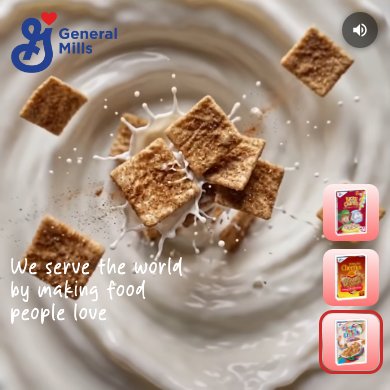 General
Mills
We serve the world
by making food
people love